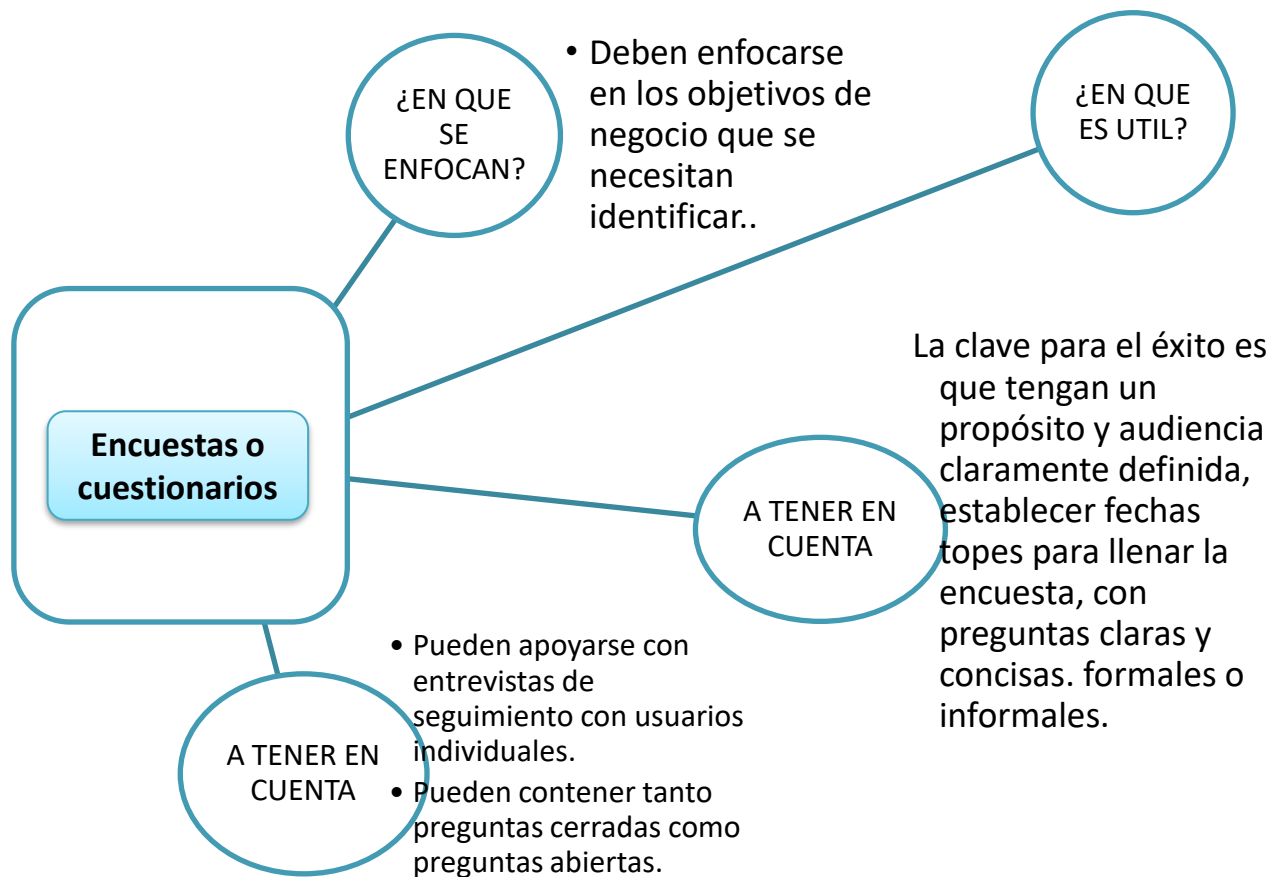 ¿EN QUE
SE
ENFOCAN?
• Deben enfocarse
en los objetivos de
negocio que se
necesitan
identificar..
¿EN QUE
ES UTIL?
Encuestas o
cuestionarios
A TENER EN
CUENTA
La clave para el éxito es
que tengan un
propósito y audiencia
claramente definida,
establecer fechas
topes para llenar la
encuesta, con
preguntas claras y
concisas. formales o
informales.
A TENER EN
CUENTA
• Pueden apoyarse con
entrevistas de
seguimiento con usuarios
individuales.
• Pueden contener tanto
preguntas cerradas como
preguntas abiertas.